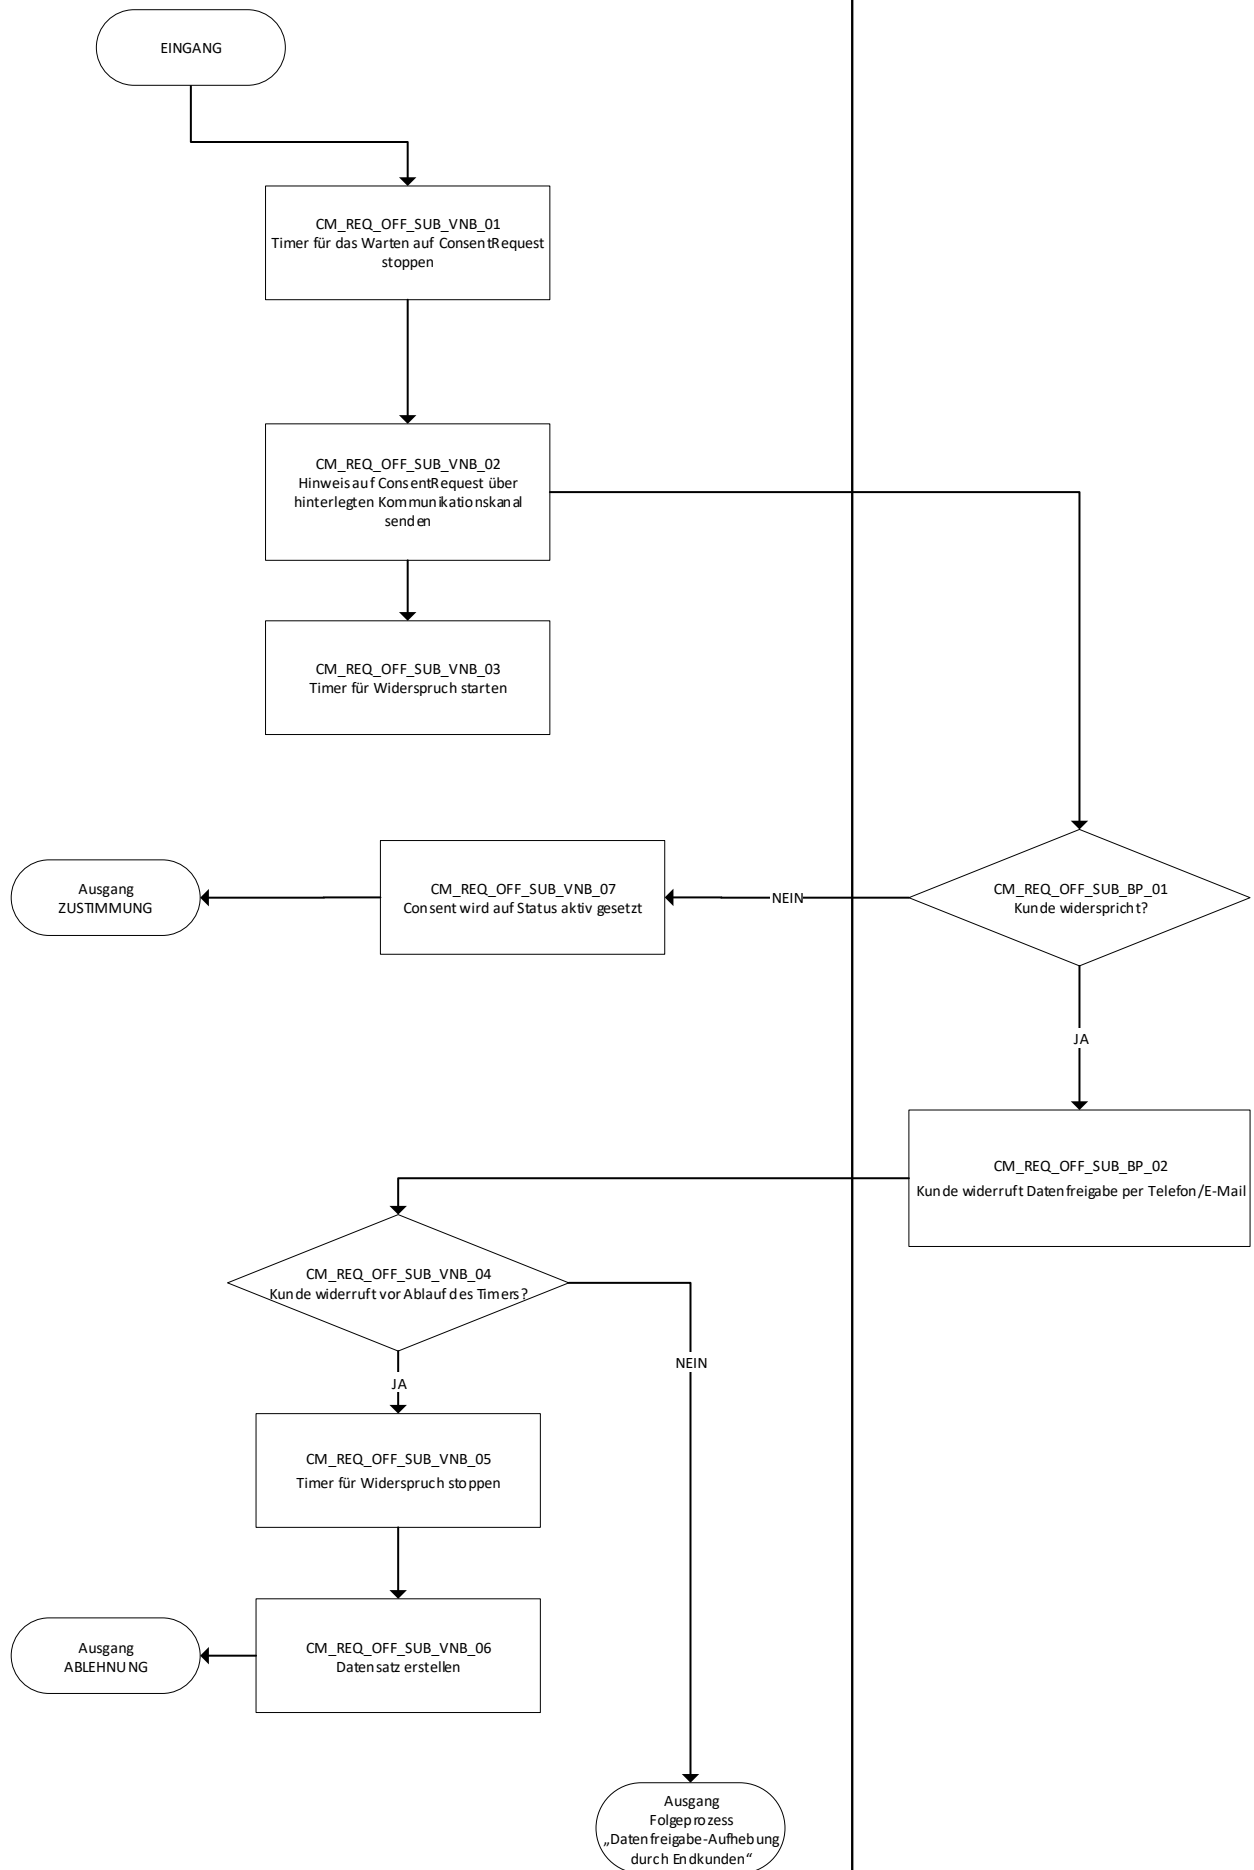 EINGANG
CM_REQ_OFF_SUB_VNB_01
Timer für das Warten auf ConsentRequest
stoppen
CM_REQ_OFF_SUB_VNB_02
Hinweis auf ConsentRequest über
hinterlegten Kommunikationskanal
senden
CM_REQ_OFF_SUB_VNB_03
Timer für Widerspruch starten
Ausgang
ZUSTIMMUNG
CM_REQ_OFF_SUB_VNB_07
Consent wird auf Status aktiv gesetzt
NEIN
CM_REQ_OFF_SUB_BP_01
Kunde widerspricht?
JA
CM_REQ_OFF_SUB_BP_02
Kunde widerruft Datenfreigabe per Telefon/E-Mail
CM_REQ_OFF_SUB_VNB_04
Kunde widerruft vor Ablauf des Timers?
NEIN
JA
CM_REQ_OFF_SUB_VNB_05
Timer für Widerspruch stoppen
CM_REQ_OFF_SUB_VNB_06
Datensatz erstellen
Ausgang
ABLEHNUNG
Ausgang
Folgeprozess
„Datenfreigabe-Aufhebung
durch Endkunden“